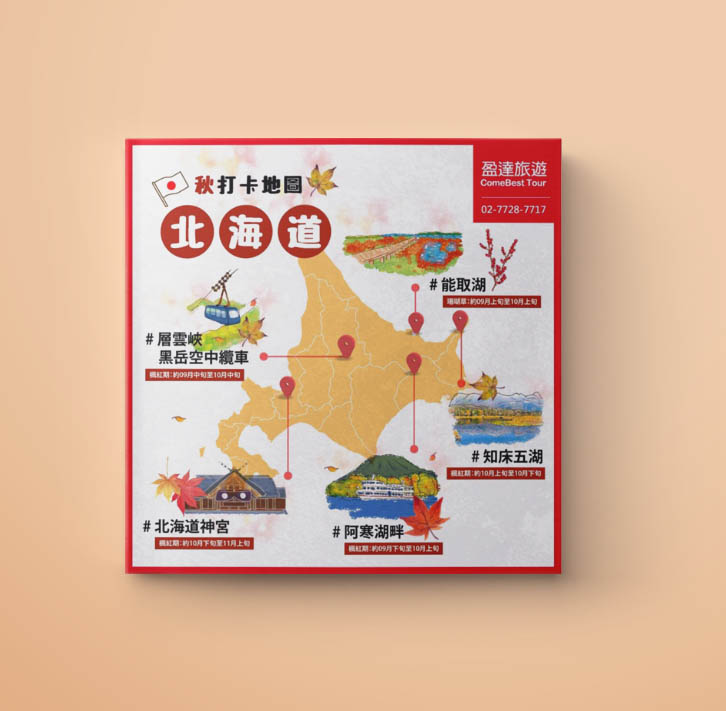 盈達旅遊
ComeBest Tour
02-7728-7717
秋打卡地圖
北海道
#能取湖
珊瑚草:約09月上旬至10月上旬
#層雲峽
黑岳空中纜車
楓紅期:約09月中旬至10月中旬
#知床五湖
楓紅期:約10月上旬至10月下旬
#北海道神宮
楓紅期:約10月下旬至11月上旬
#阿寒湖畔
楓紅期:約09月下旬至10月上旬